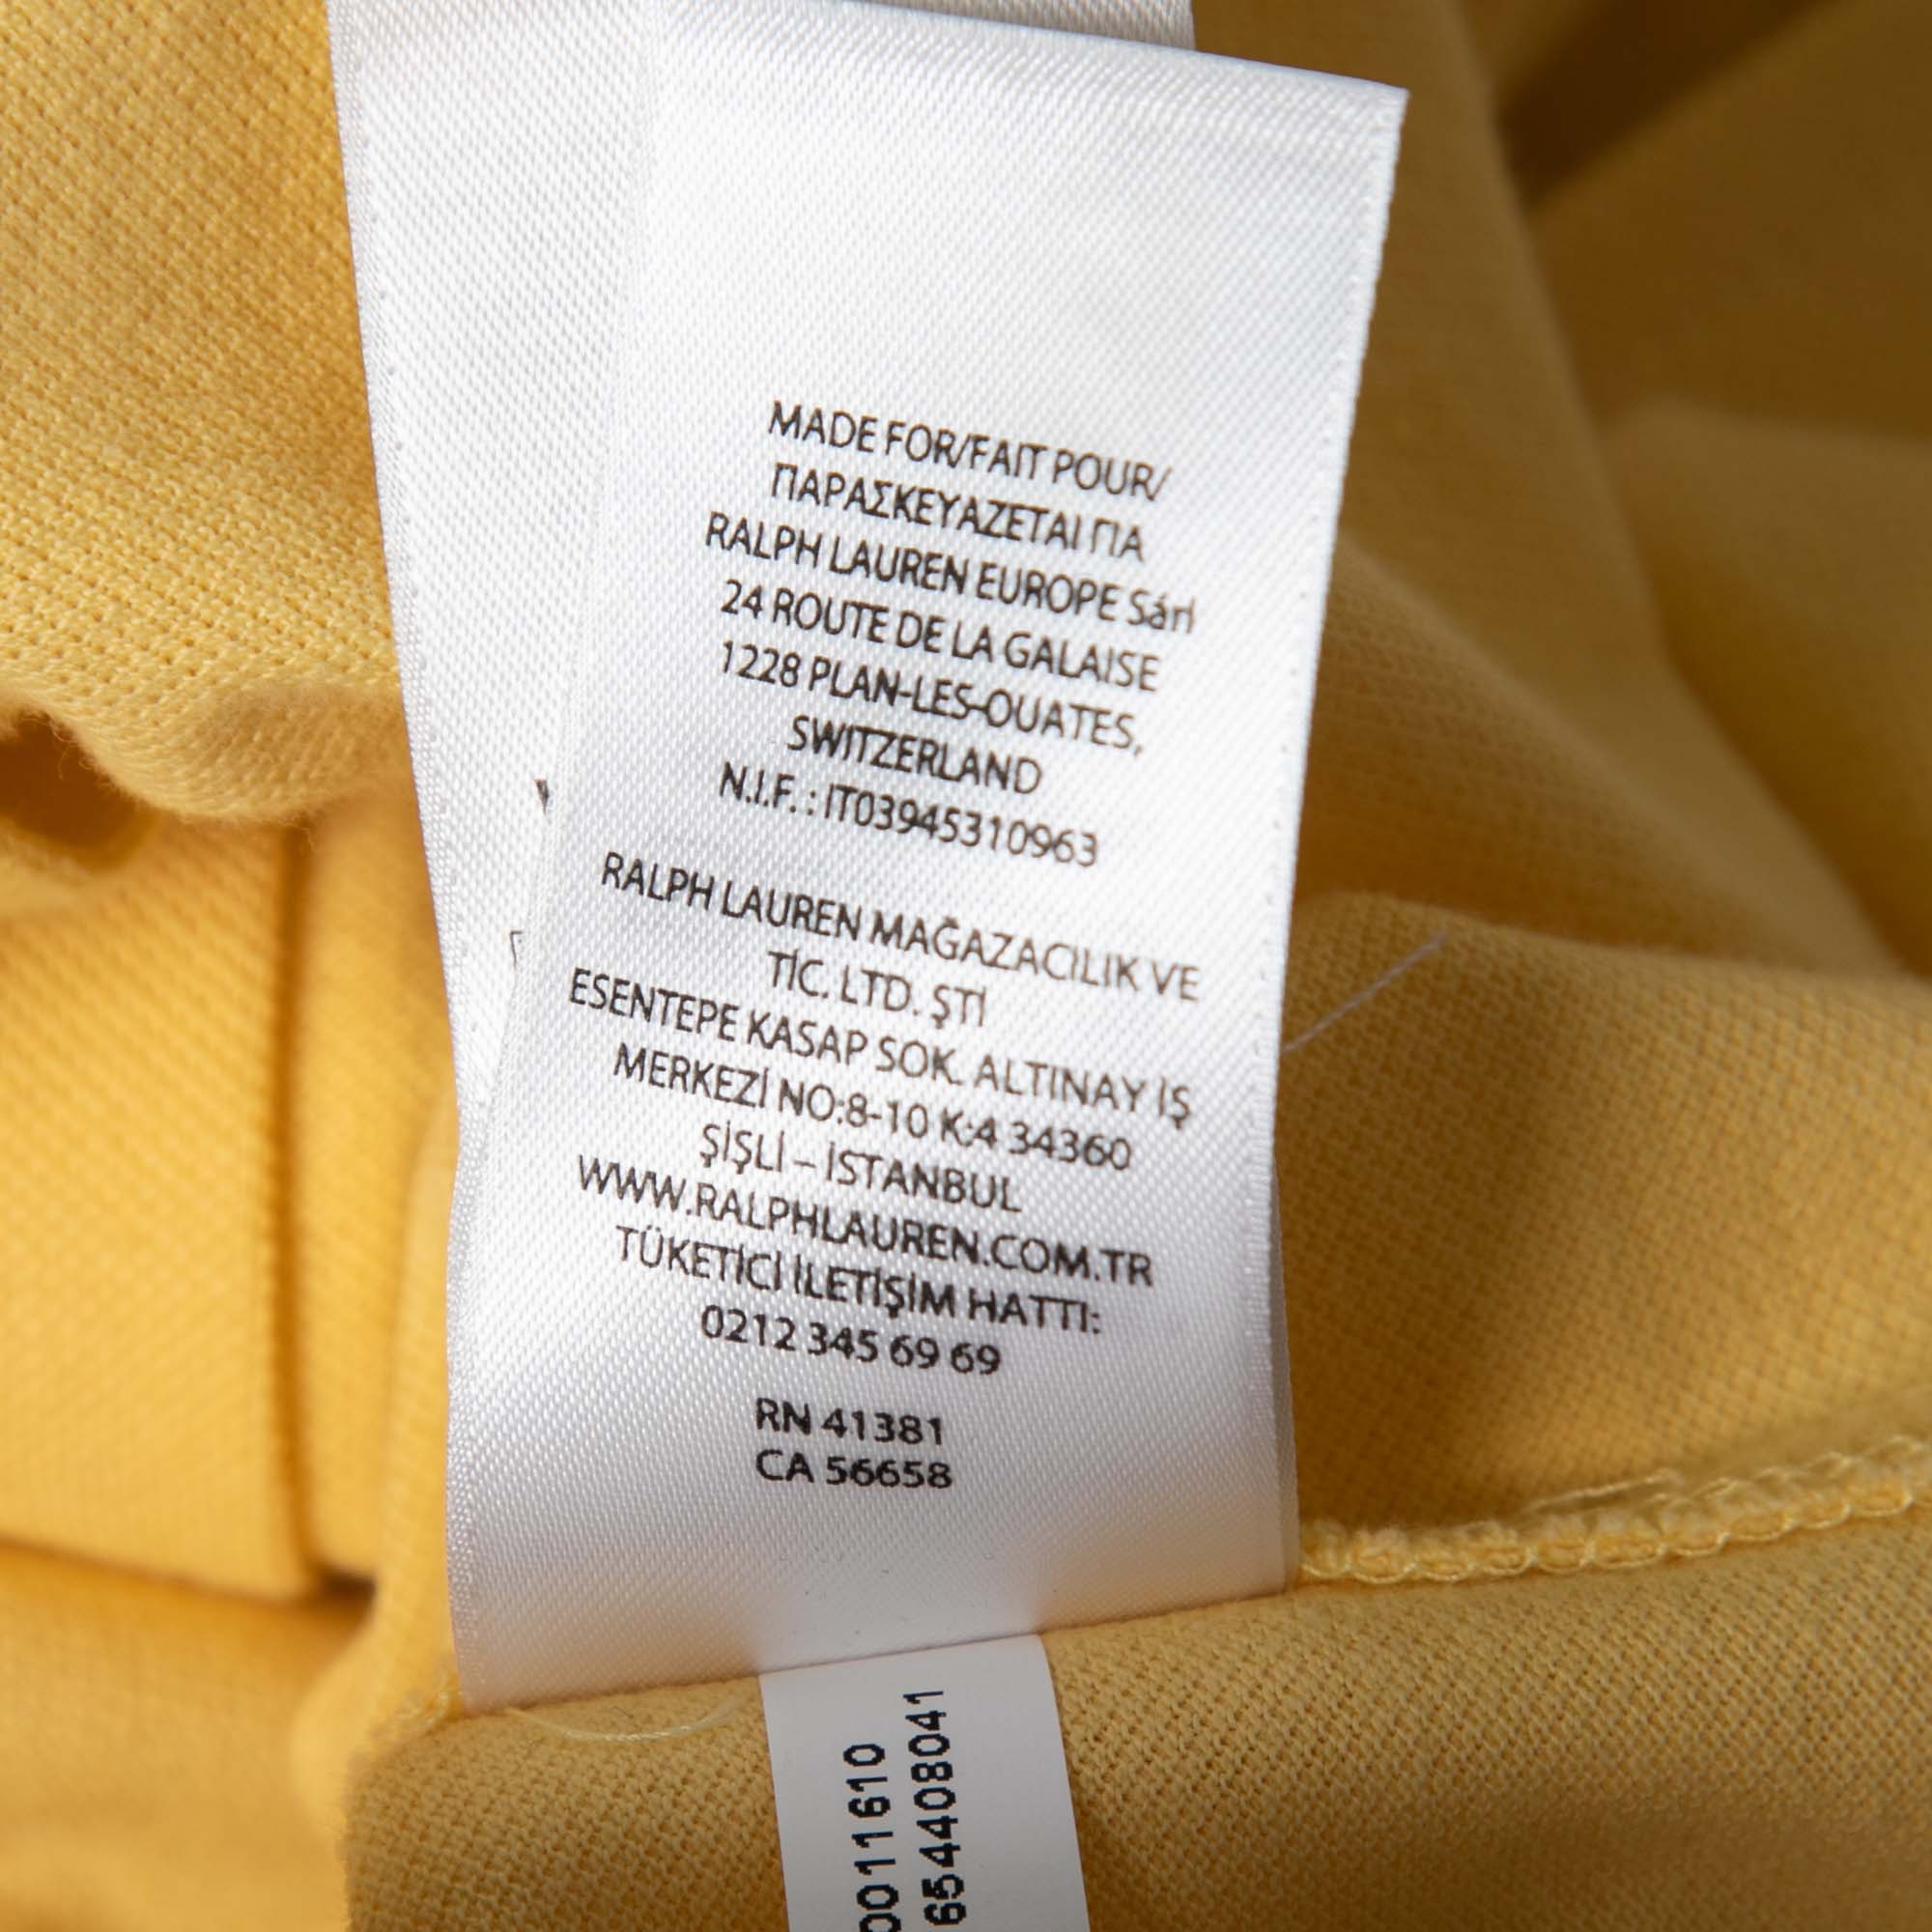 MADE FOR/FAIT POUR/
ΠΑΡΑΣΚΕΥΑΖΕΤΑΙ ΓΙΑ
RALPH LAUREN EUROPE Sárl
24 ROUTE DE LA GALAISE
1228 PLAN-LES-OUATES,
SWITZERLAND
N.I.F. : IT03945310963
RALPH LAUREN MAĞAZACILIK VE
TİC. LTD. ŞTİ
ESENTEPE KASAP SOK. ALTINAY İŞ
MERKEZİ NO:8-10 K:4 34360
ŞİŞLİ – İSTANBUL
WWW.RALPHLAUREN.COM.TR
TÜKETİCİ İLETİŞİM HATTI:
0212 345 69 69
RN 41381
CA 56658
0011610
654408041